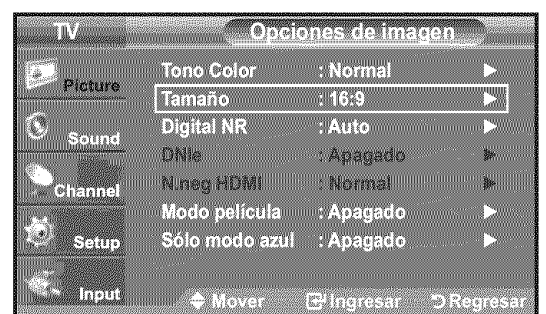 TV
Opciones de imagen
Picture
Sound
Channel
Setup
Input
Tono Color : Normal
Tamaño : 16:9
Digital NR : Auto
DNIe : Apagado
N.neg HDMI : Normal
Modo película : Apagado
Sólo modo azul : Apagado
Mover Ingresar Regresar